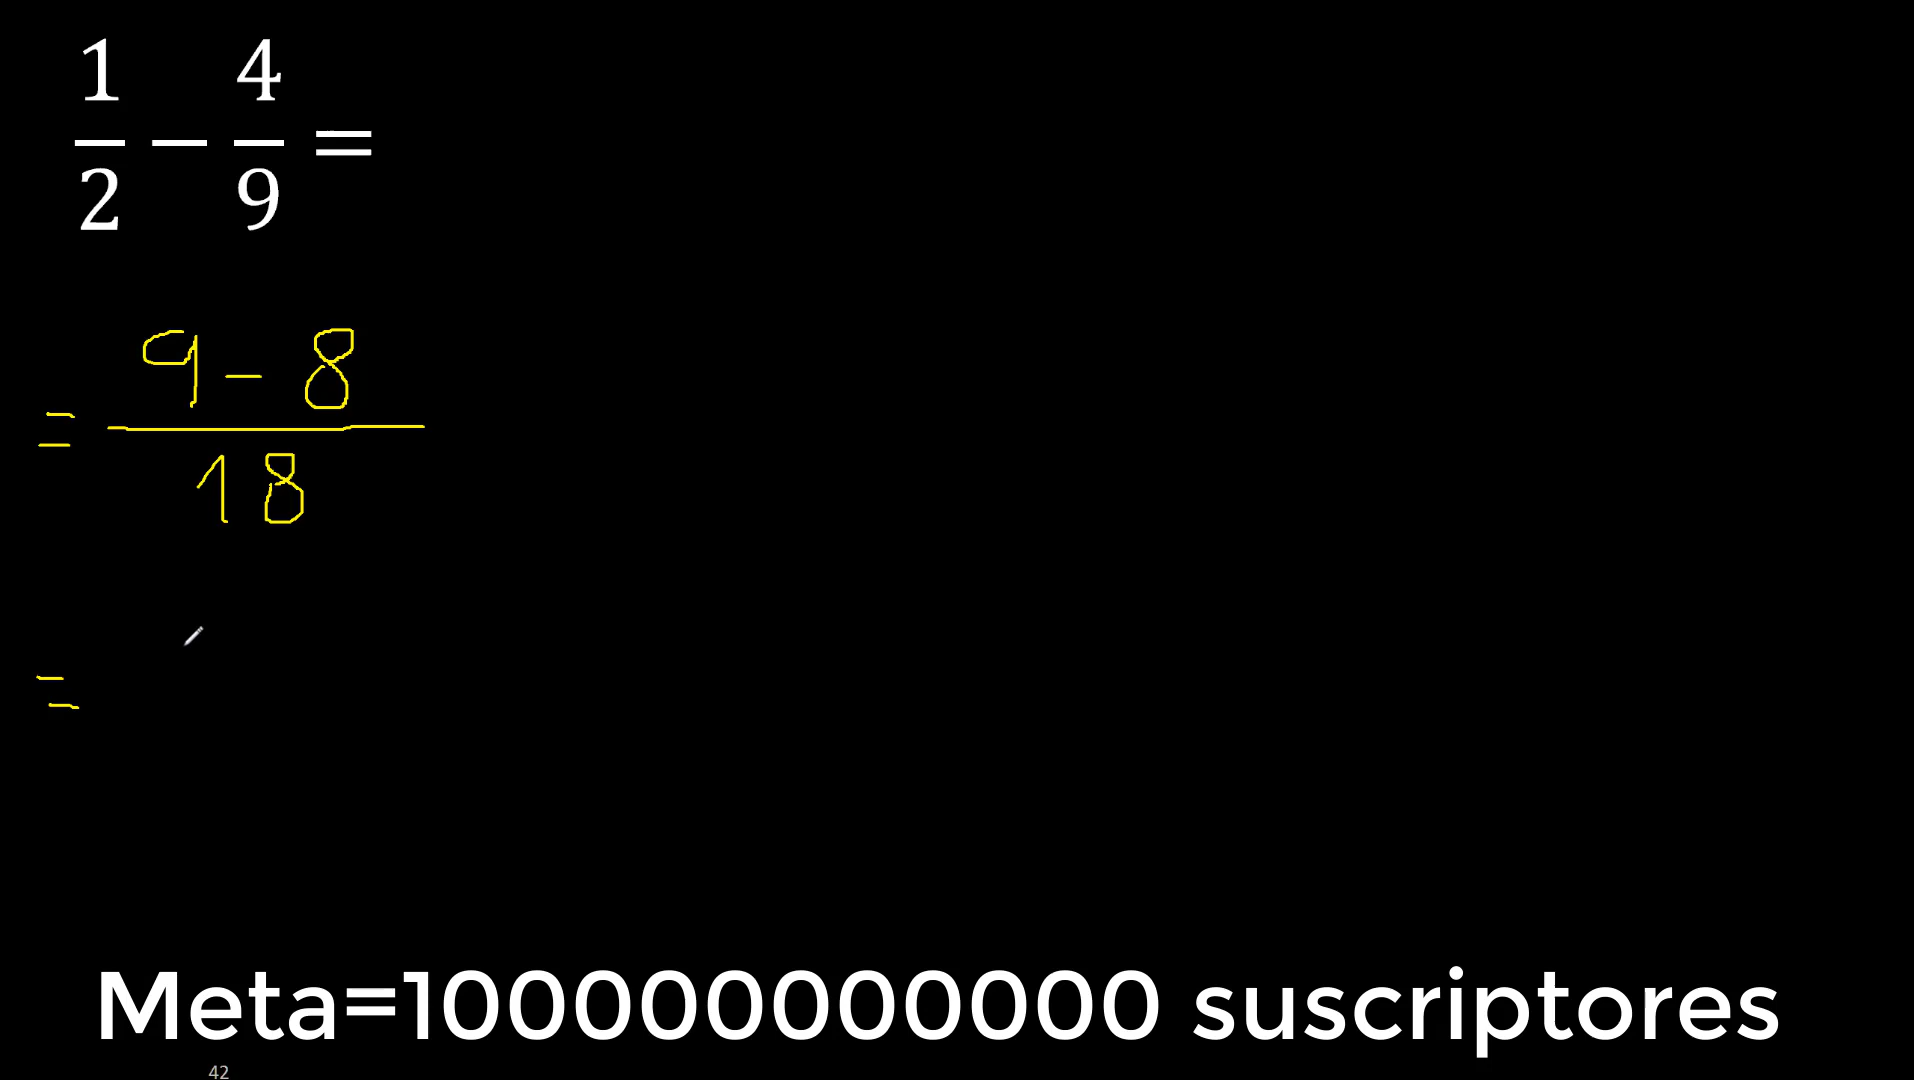 1/2 − 4/9 =
= (9 - 8)/18
=
Meta=100000000000 suscriptores
42